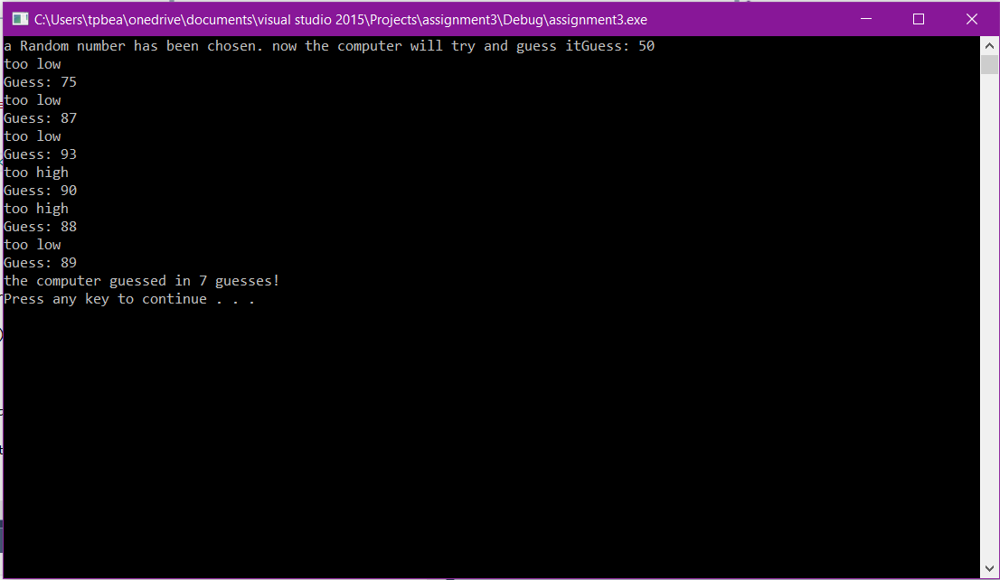 C:\Users\tpbea\onedrive\documents\visual studio 2015\Projects\assignment3\Debug\assignment3.exe
a Random number has been chosen. now the computer will try and guess itGuess: 50
too low
Guess: 75
too low
Guess: 87
too low
Guess: 93
too high
Guess: 90
too high
Guess: 88
too low
Guess: 89
the computer guessed in 7 guesses!
Press any key to continue . . .